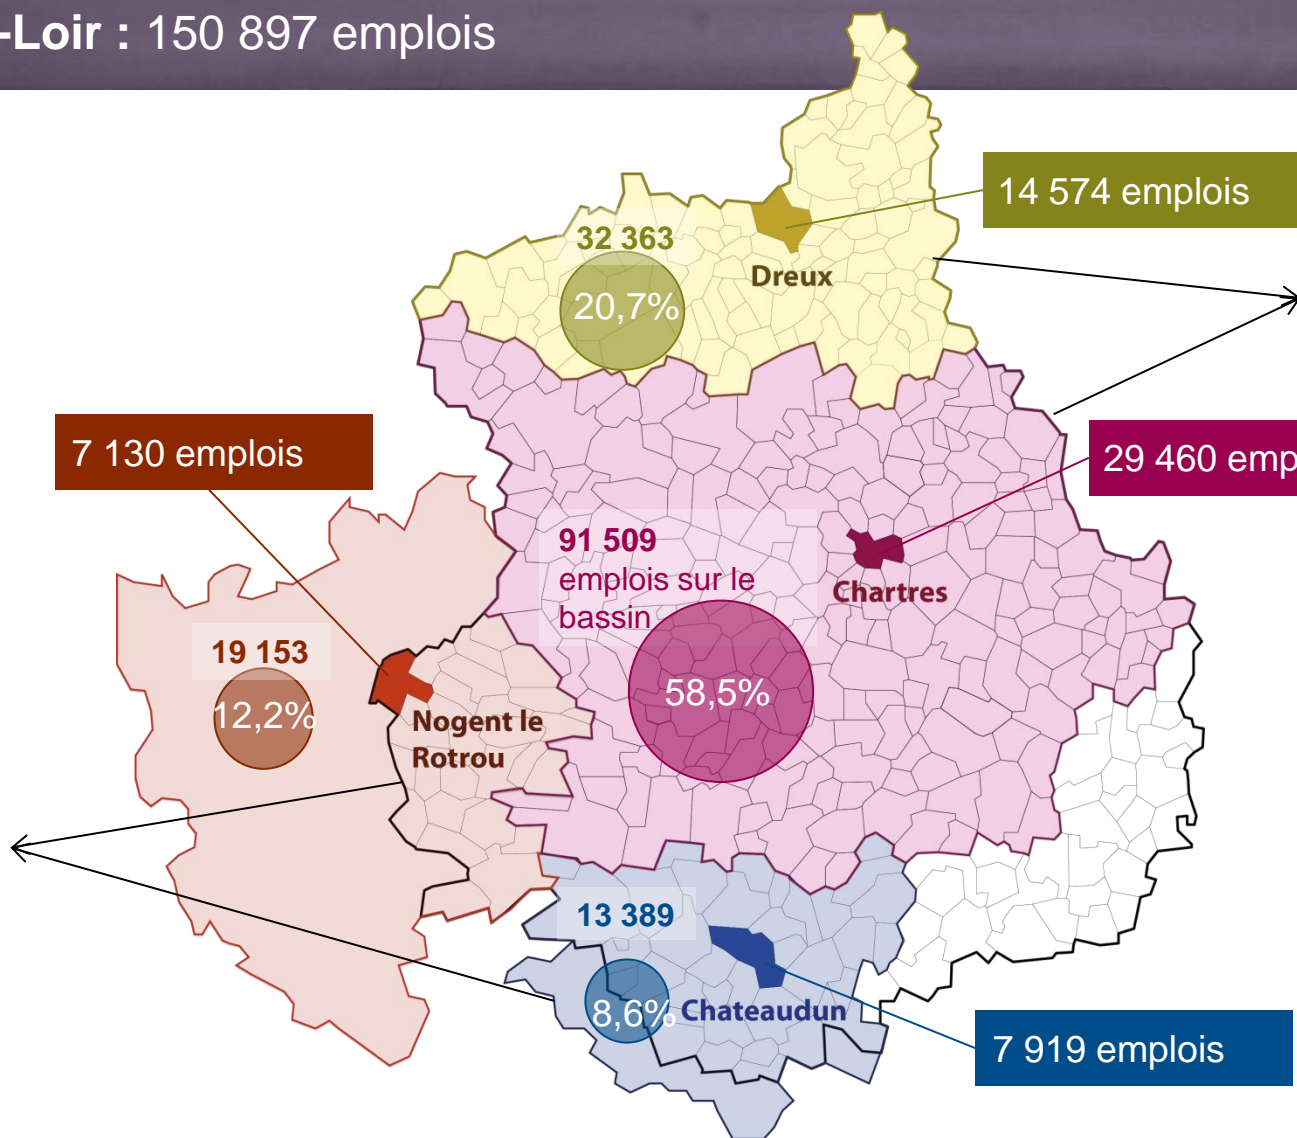 -Loir : 150 897 emplois
14 574 emplois
32 363
Dreux
20,7%
7 130 emplois
29 460 emp
91 509
emplois sur le
bassin
Chartres
19 153
58,5%
12,2%
Nogent le
Rotrou
13 389
8,6%
Chateaudun
7 919 emplois